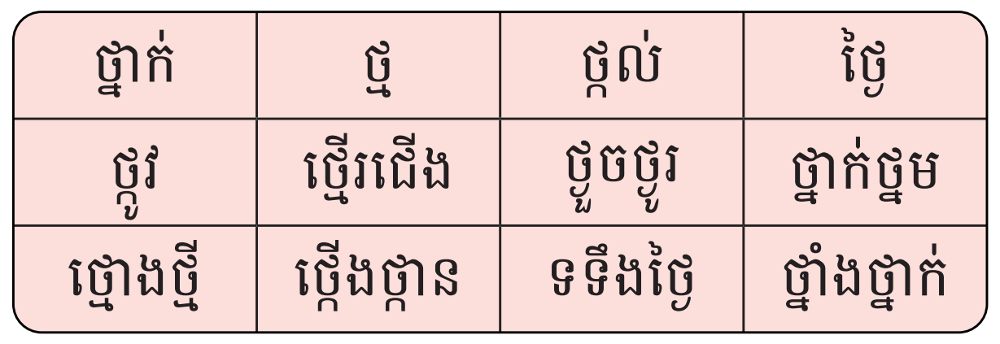 ថ្នាក់ ថ្ម ថ្កល់ ថ្ងៃ
ថ្កូវ ថ្មើរជើង ថ្ងួចថ្ងូរ ថ្នាក់ថ្នម
ថ្មោងថ្មី ថ្កើងថ្កាន ទទឹងថ្ងៃ ថ្នាំងថ្នាក់